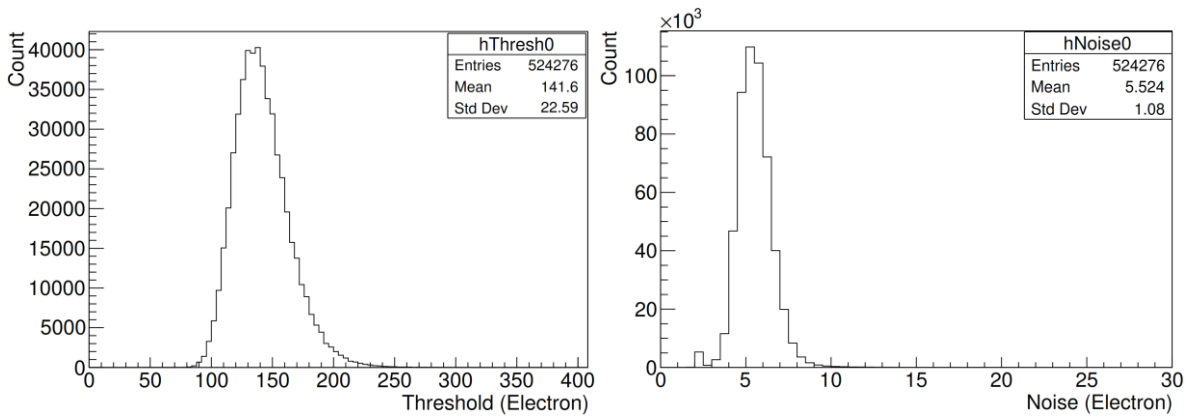 Count
40000
35000
30000
25000
20000
15000
10000
5000
0
hThresh0
Entries 524276
Mean 141.6
Std Dev 22.59
0 50 100 150 200 250 300 350 400
Threshold (Electron)
×10³
Count
100
80
60
40
20
0
hNoise0
Entries 524276
Mean 5.524
Std Dev 1.08
0 5 10 15 20 25 30
Noise (Electron)